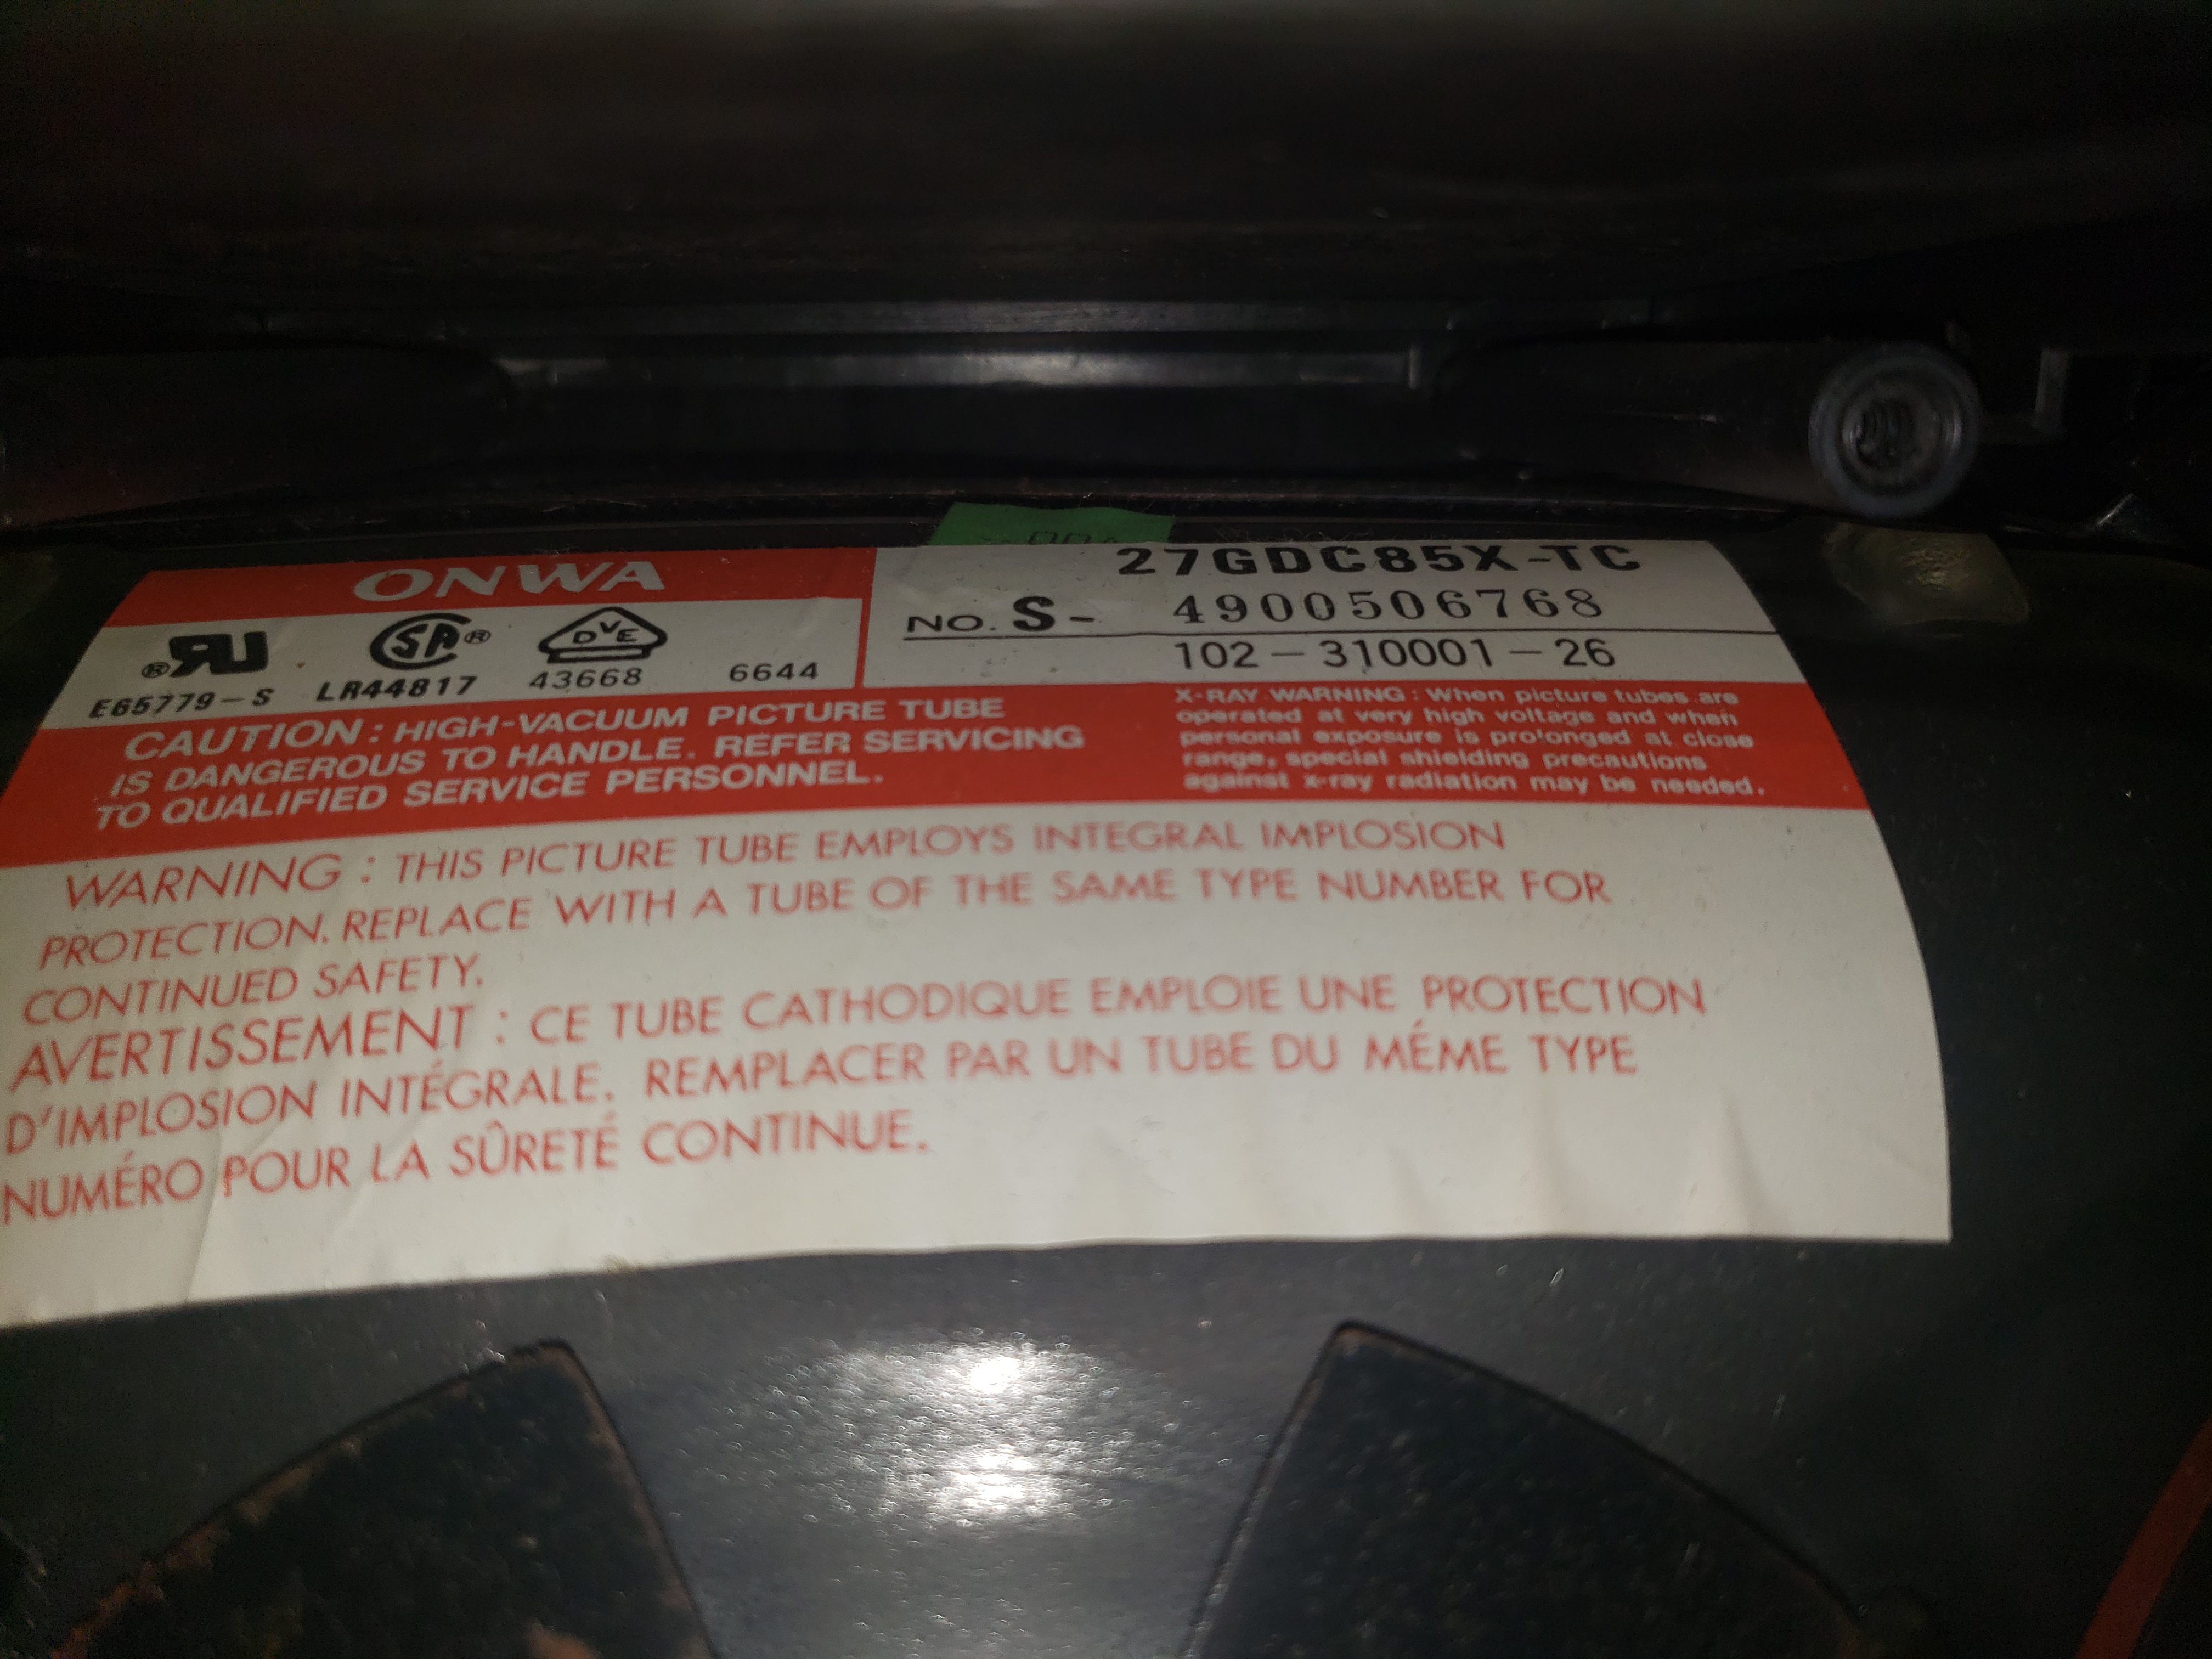 ONWA
27GDC85X-TC
NO. S- 4900506768
102-310001-26
® RU SA® DVE
E65779-S LR44817 43668 6644
CAUTION: HIGH-VACUUM PICTURE TUBE
IS DANGEROUS TO HANDLE. REFER SERVICING
TO QUALIFIED SERVICE PERSONNEL.
X-RAY WARNING: When picture tubes are
operated at very high voltage and when
personal exposure is prolonged at close
range, special shielding precautions
against x-ray radiation may be needed.
WARNING: THIS PICTURE TUBE EMPLOYS INTEGRAL IMPLOSION
PROTECTION. REPLACE WITH A TUBE OF THE SAME TYPE NUMBER FOR
CONTINUED SAFETY.
AVERTISSEMENT: CE TUBE CATHODIQUE EMPLOIE UNE PROTECTION
D'IMPLOSION INTÉGRALE. REMPLACER PAR UN TUBE DU MÉME TYPE
NUMÉRO POUR LA SÛRETÉ CONTINUE.